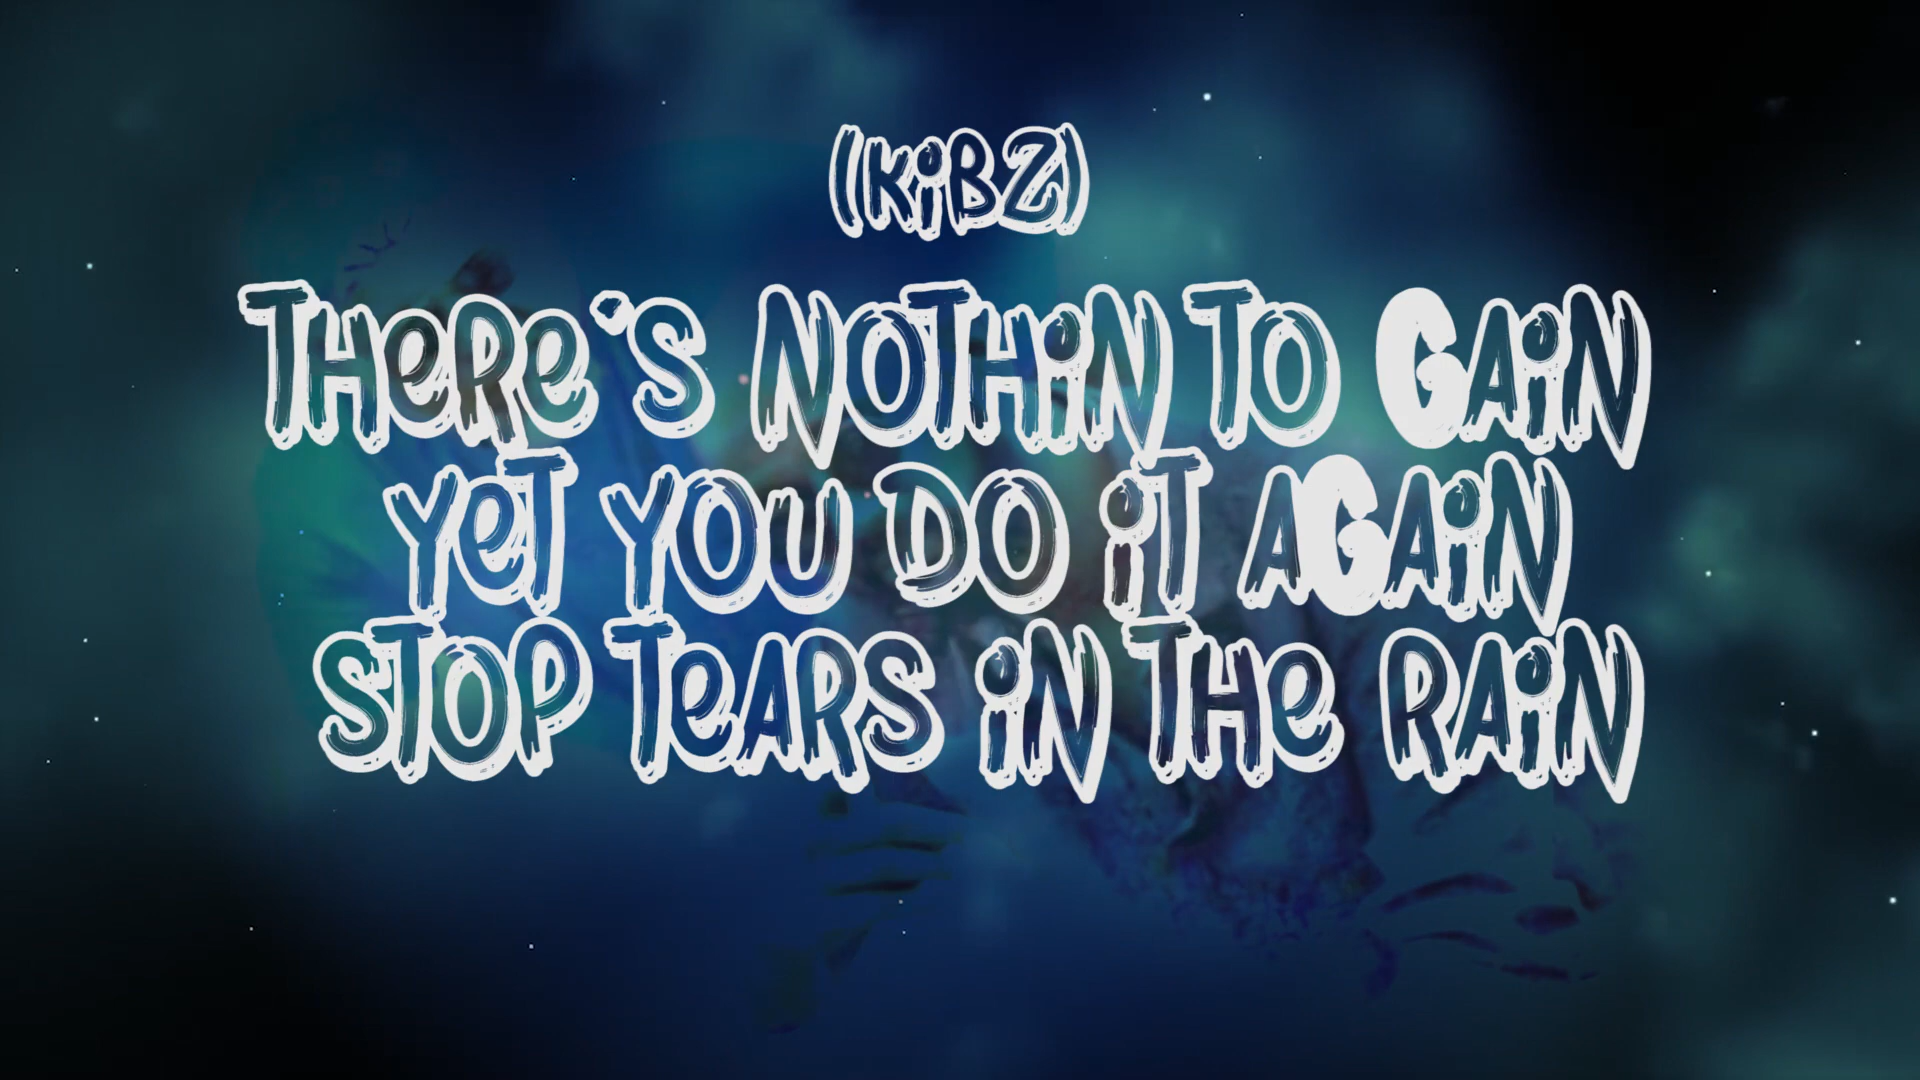 (KiBZ)
THeRe'S NOTHiN TO GAiN
YeT YOU DO iT AGAiN
STOP TeARS iN THe RAiN